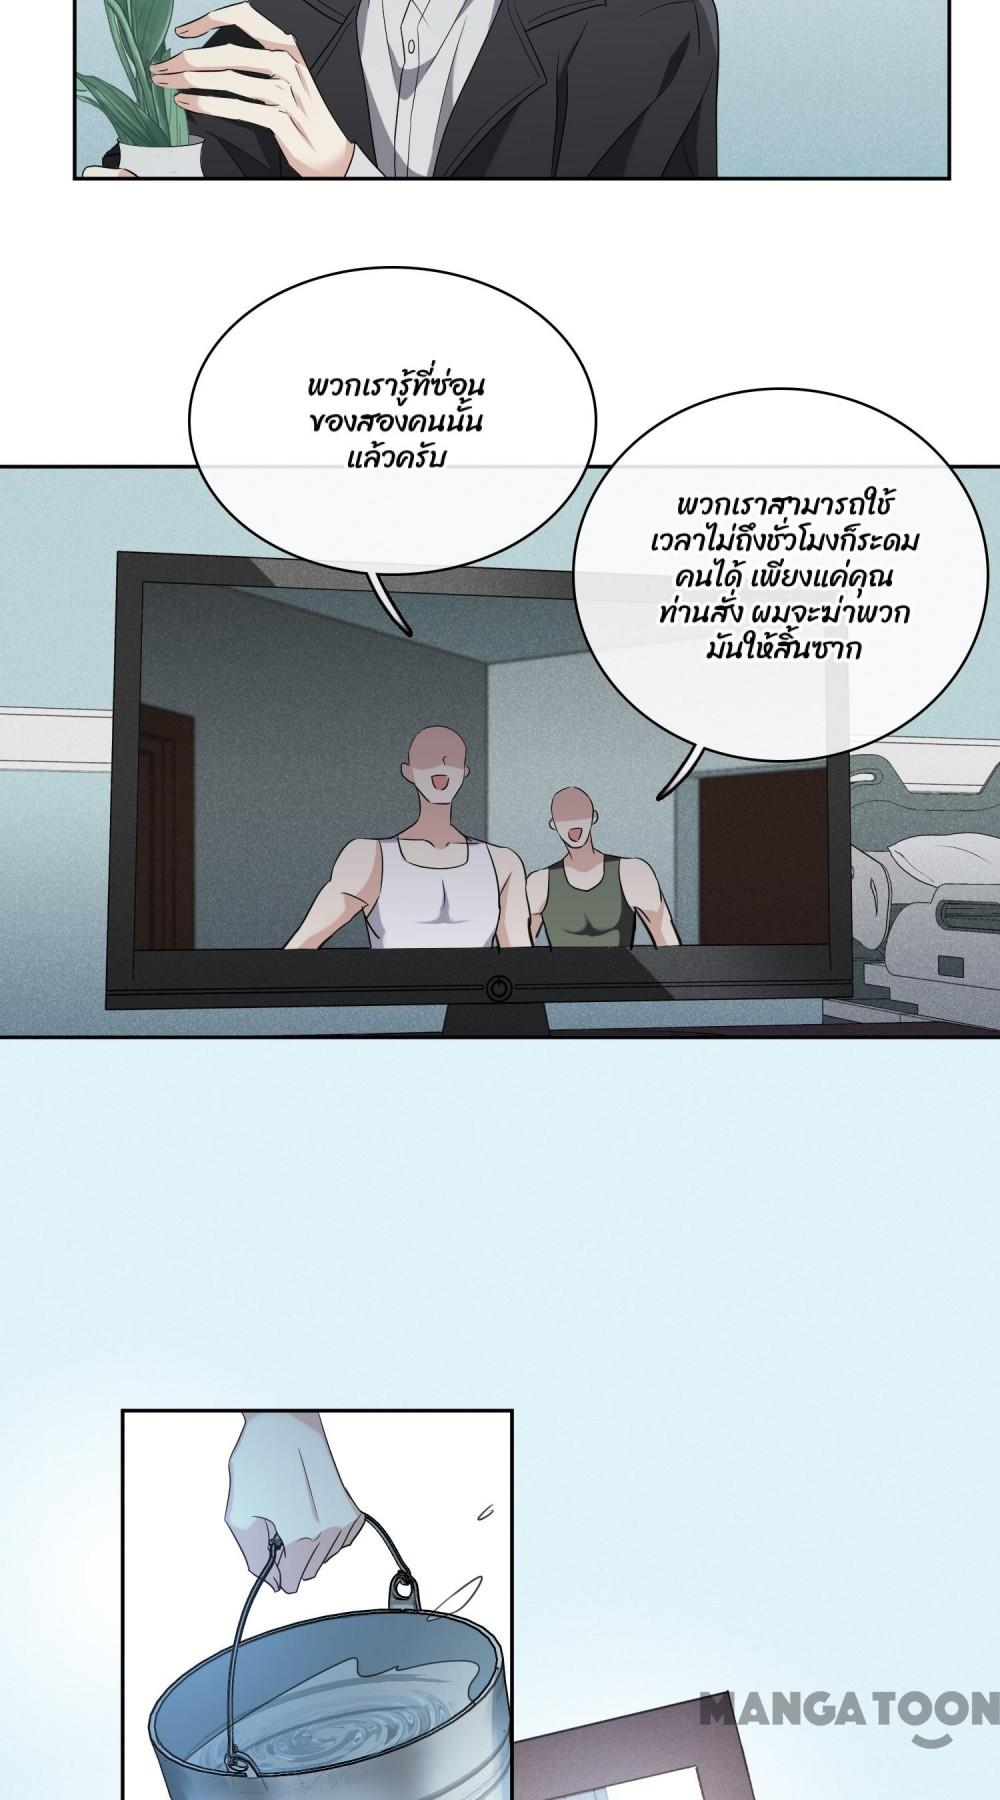 พวกเรารู้ที่ซ่อน
ของสองคนนั้น
แล้วครับ
พวกเราสามารถใช้
เวลาไม่ถึงชั่วโมงก็ระดม
คนได้ เพียงแค่คุณ
ท่านสั่ง ผมจะฆ่าพวก
มันให้สิ้นซาก
MANGATOON